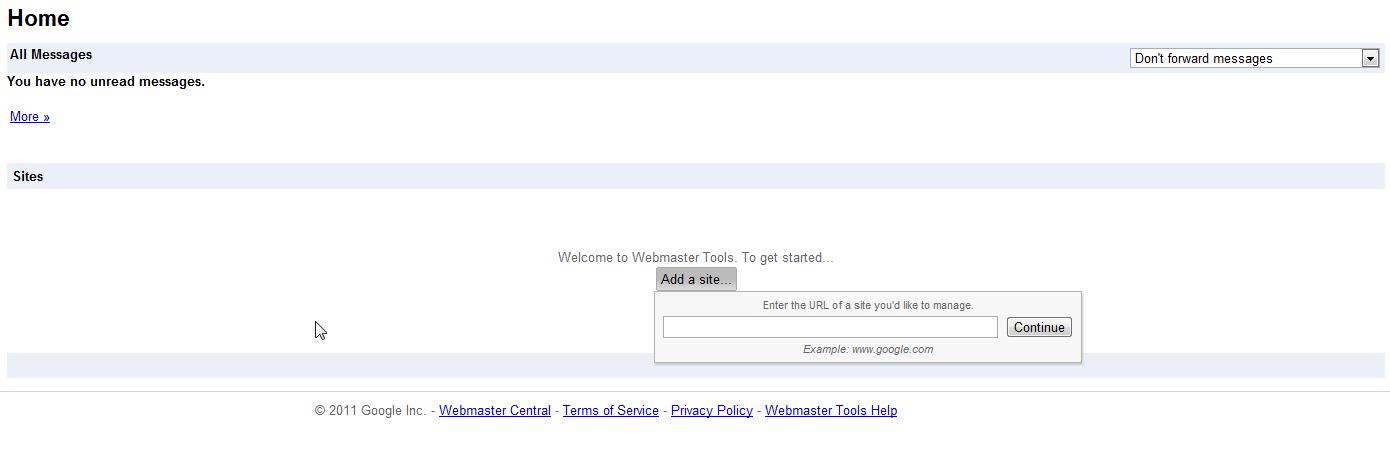 Home
All Messages
Don't forward messages
You have no unread messages.
More »
Sites
Welcome to Webmaster Tools. To get started...
Add a site...
Enter the URL of a site you'd like to manage.
Continue
Example: www.google.com
© 2011 Google Inc. - Webmaster Central - Terms of Service - Privacy Policy - Webmaster Tools Help